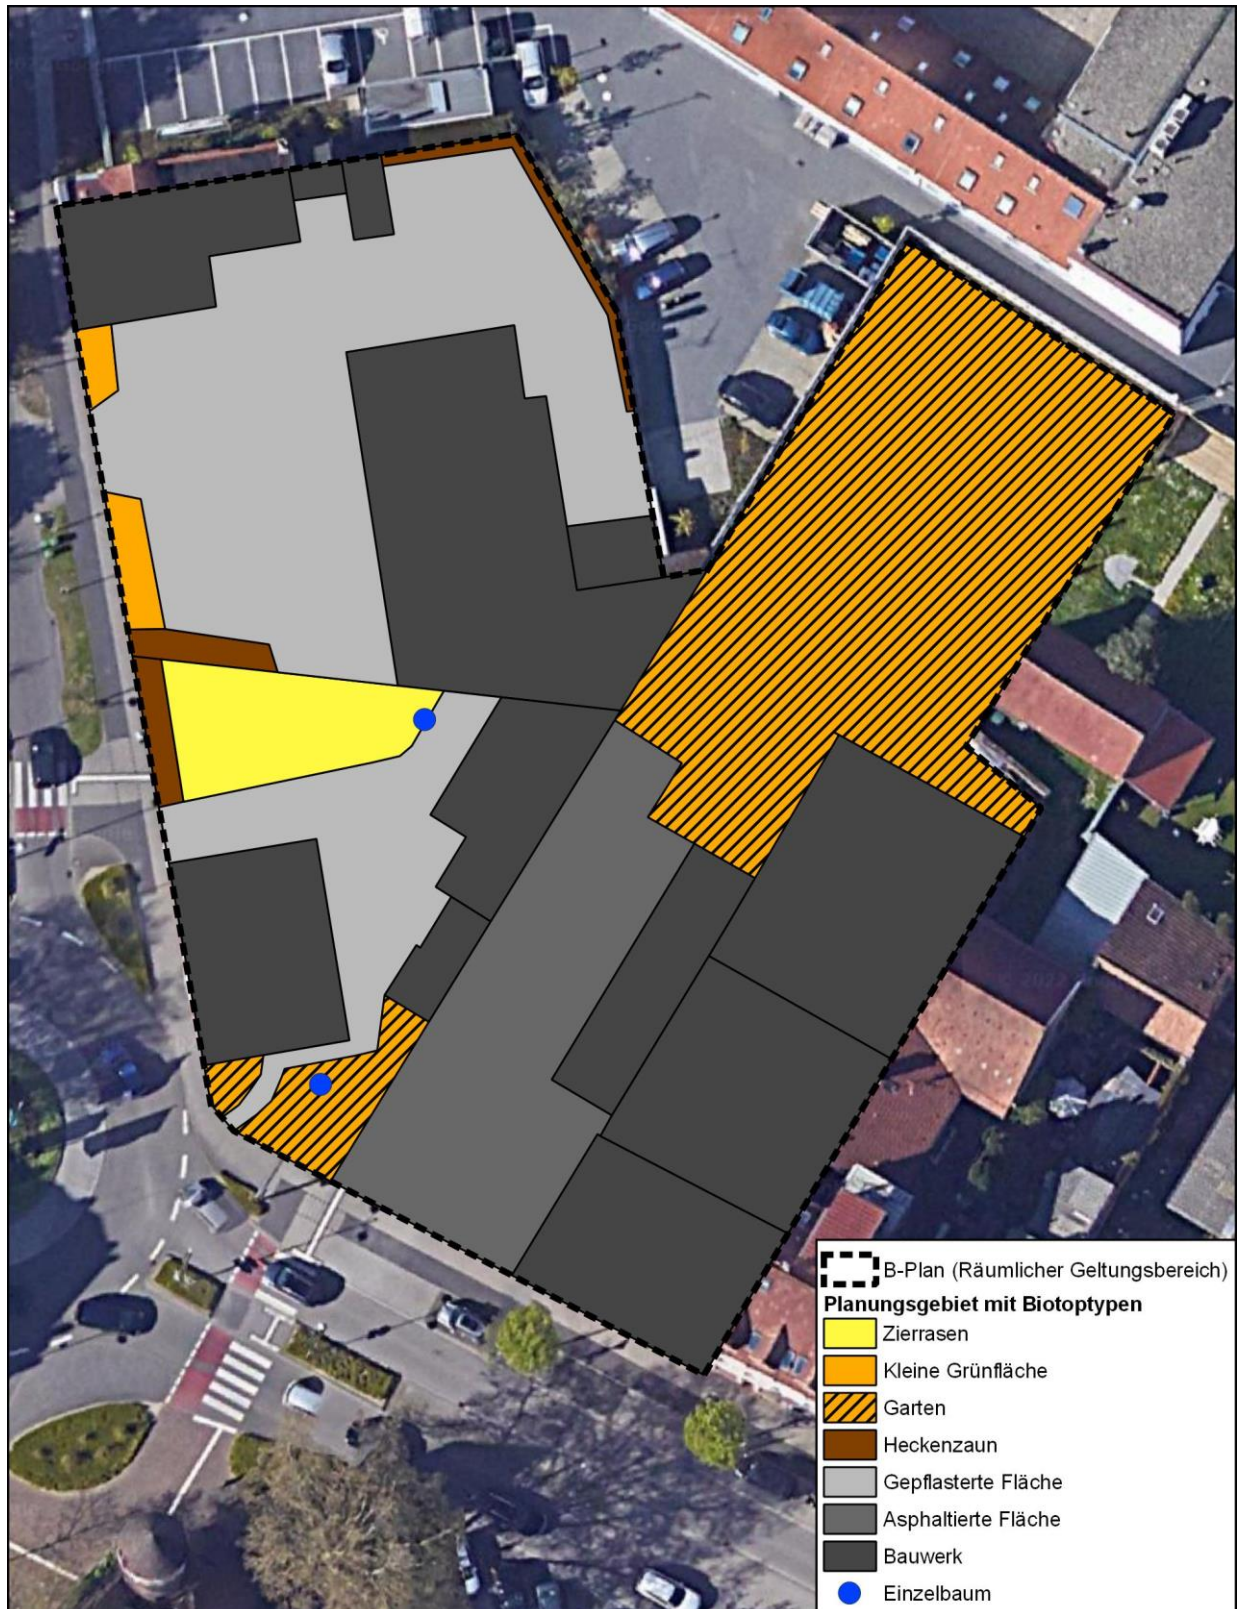 B-Plan (Räumlicher Geltungsbereich)
Planungsgebiet mit Biotoptypen
Zierrasen
Kleine Grünfläche
Garten
Heckenzaun
Gepflasterte Fläche
Asphaltierte Fläche
Bauwerk
Einzelbaum